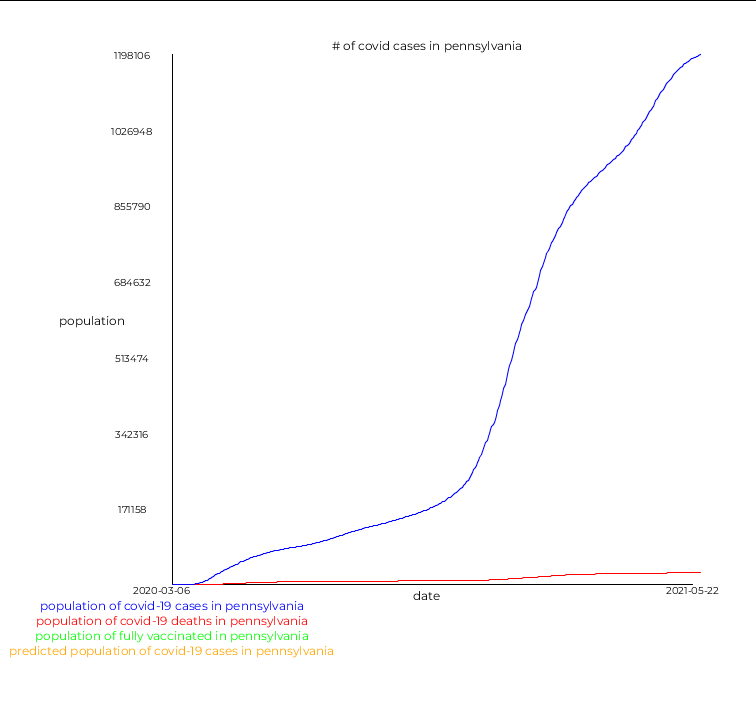 # of covid cases in pennsylvania
1198106
1026948
855790
684632
population
513474
342316
171158
2020-03-06
2021-05-22
date
population of covid-19 cases in pennsylvania
population of covid-19 deaths in pennsylvania
population of fully vaccinated in pennsylvania
predicted population of covid-19 cases in pennsylvania